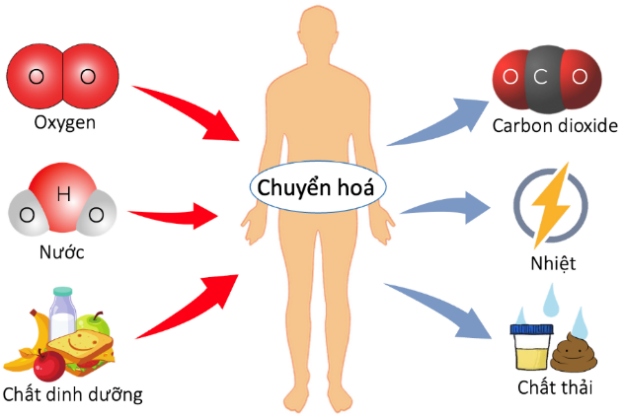 O O
Oxygen
H
O O
Nước
Chất dinh dưỡng
Chuyển hoá
O C O
Carbon dioxide
Nhiệt
Chất thải